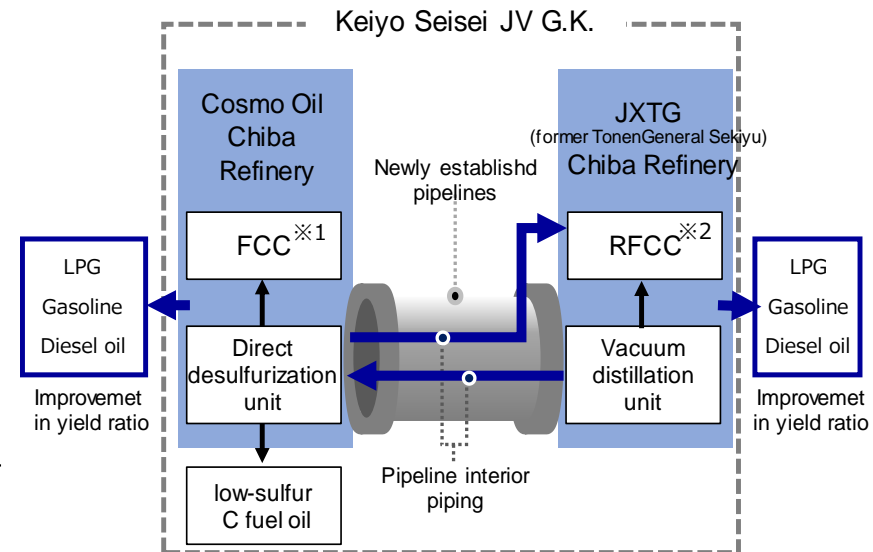 Keiyo Seisei JV G.K.
Cosmo Oil
Chiba
Refinery
JXTG
(former TonenGeneral Sekiyu)
Chiba Refinery
Newly establishd
pipelines
FCC※1
RFCC※2
LPG
Gasoline
Diesel oil
Improvemet
in yield ratio
Direct
desulfurization
unit
Vacuum
distillation
unit
LPG
Gasoline
Diesel oil
Improvemet
in yield ratio
Pipeline interior
piping
low-sulfur
C fuel oil